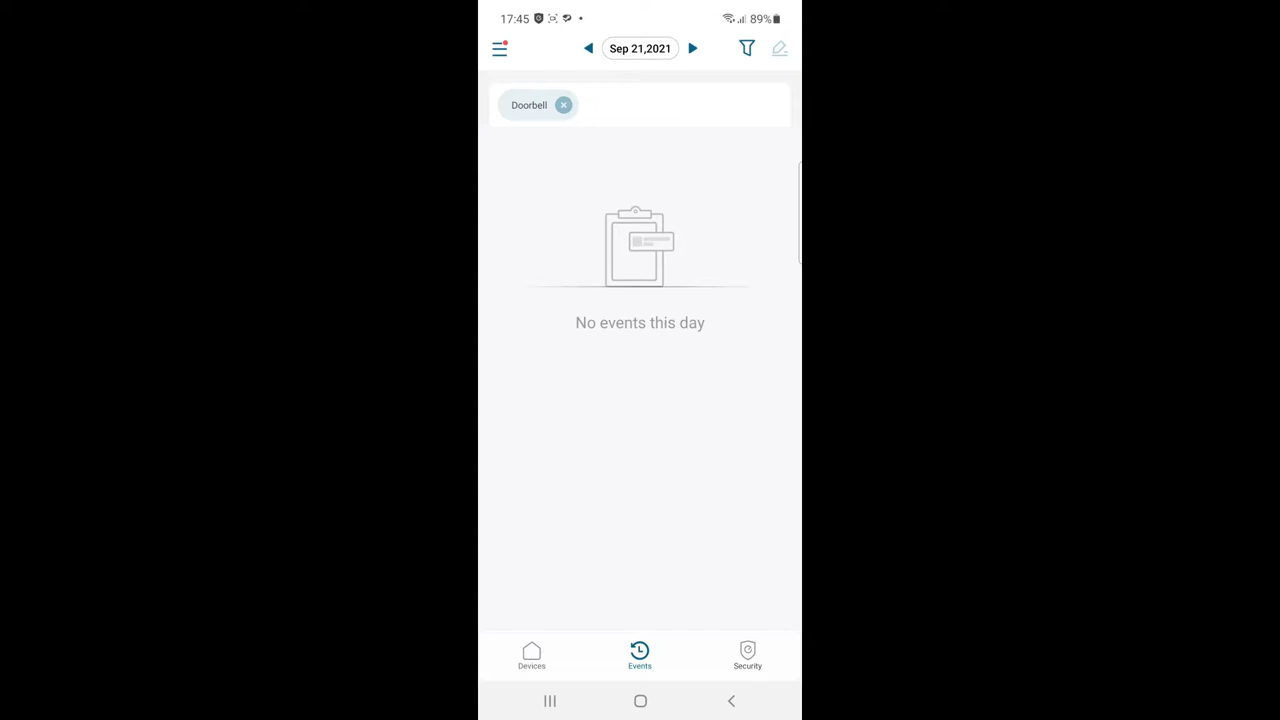 17:45 89%
Sep 21,2021
Doorbell
No events this day
Devices Events Security